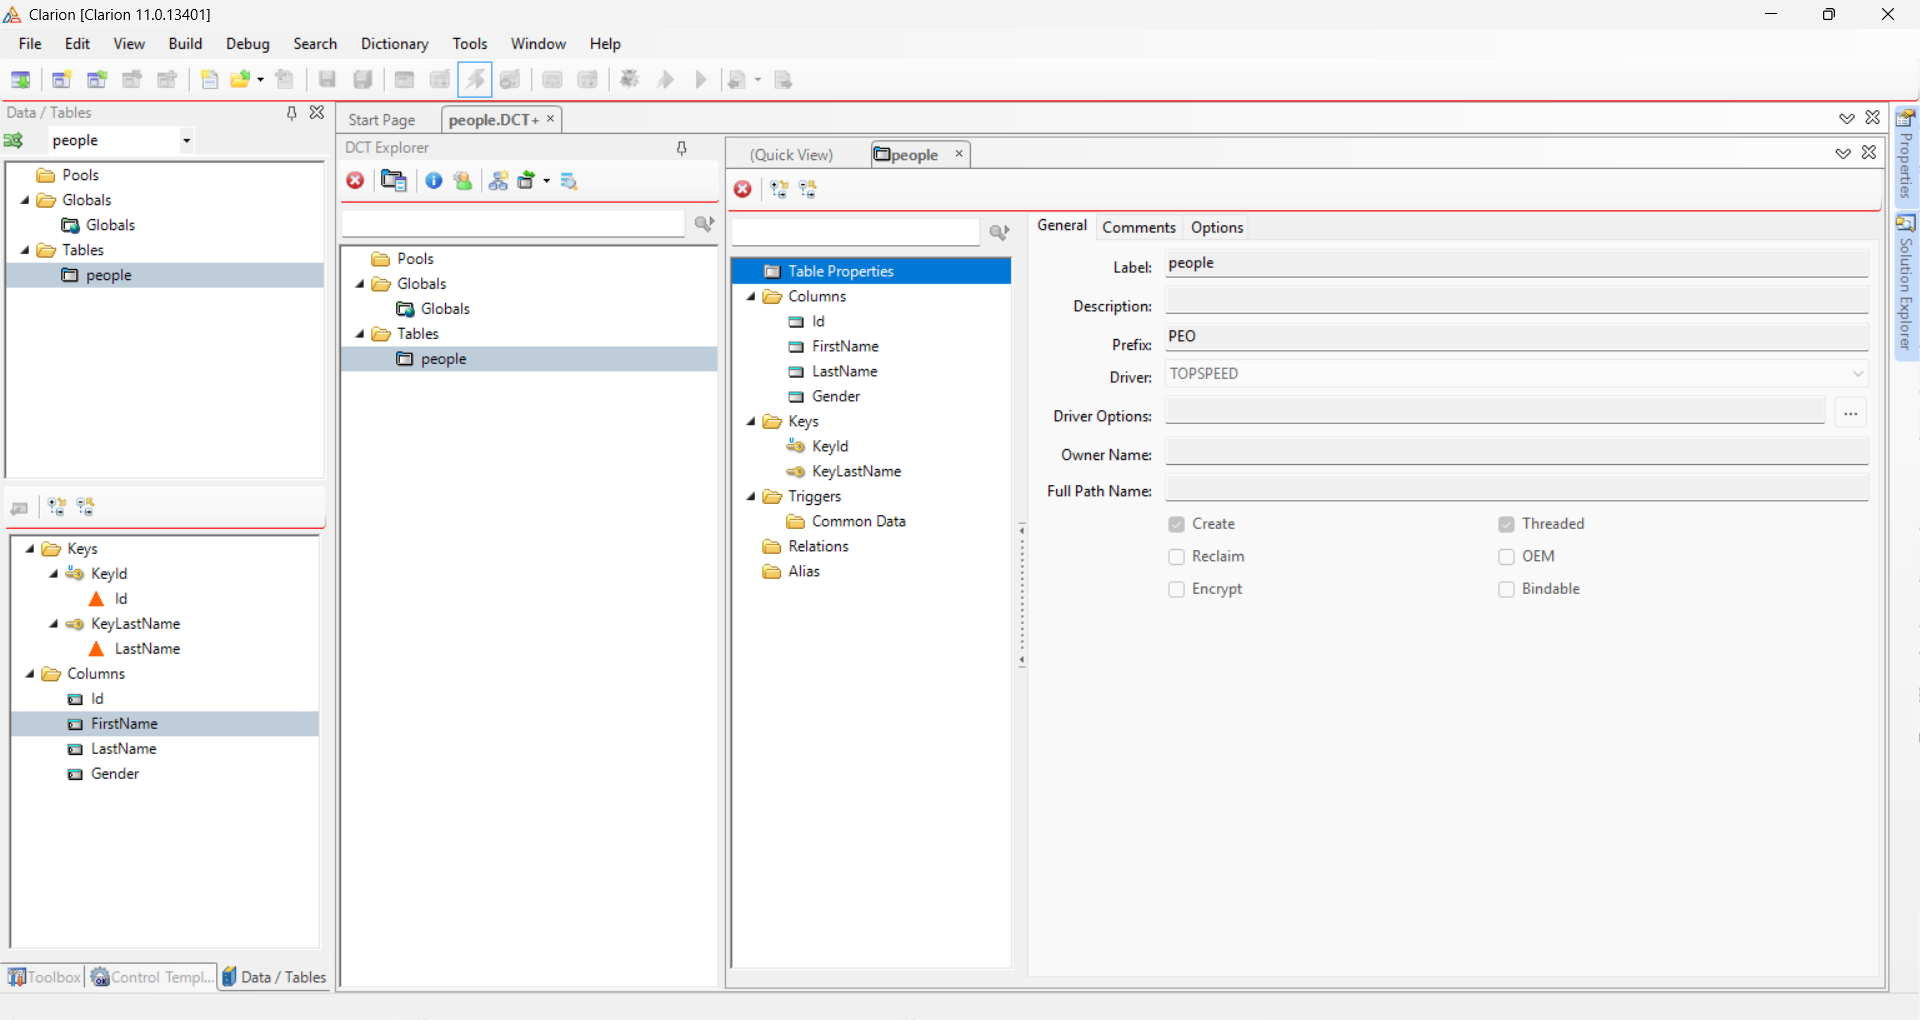 Clarion [Clarion 11.0.13401]
File Edit View Build Debug Search Dictionary Tools Window Help
Data / Tables
people
Pools
Globals
Globals
Tables
people
Keys
KeyId
Id
KeyLastName
LastName
Columns
Id
FirstName
LastName
Gender
Toolbox
Control Templ...
Data / Tables
Start Page
people.DCT+
DCT Explorer
Pools
Globals
Globals
Tables
people
(Quick View)
people
Table Properties
Columns
Id
FirstName
LastName
Gender
Keys
KeyId
KeyLastName
Triggers
Common Data
Relations
Alias
General Comments Options
Label: people
Description:
Prefix: PEO
Driver: TOPSPEED
Driver Options: ...
Owner Name:
Full Path Name:
Create Threaded
Reclaim OEM
Encrypt Bindable
Properties
Solution Explorer